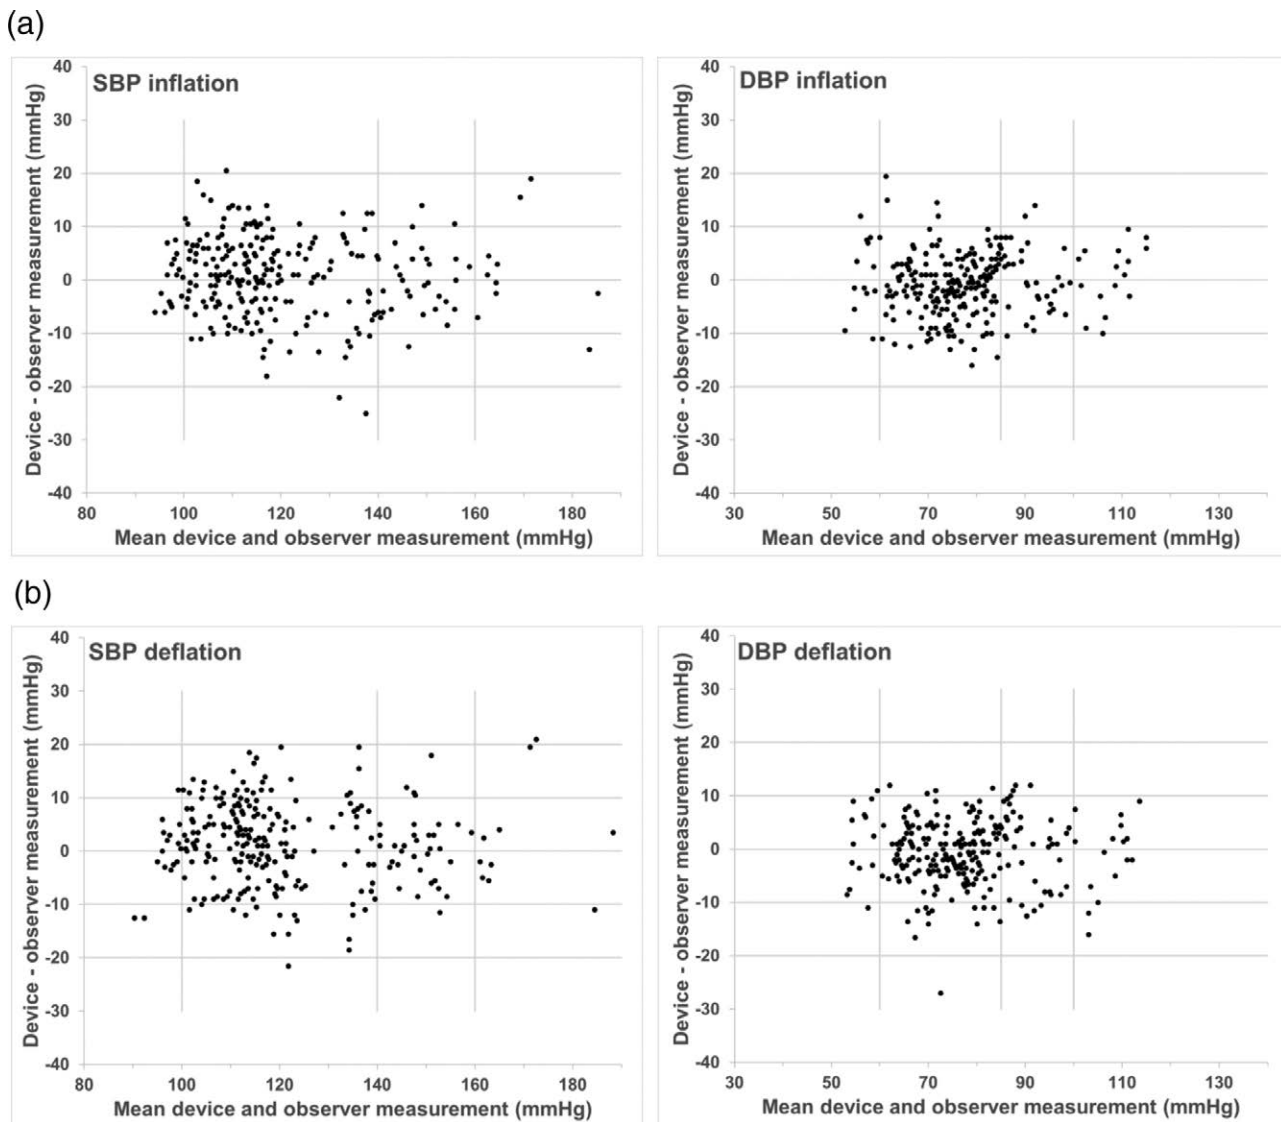 (a)
SBP inflation
Device - observer measurement (mmHg)
40
30
20
10
0
-10
-20
-30
-40
80 100 120 140 160 180
Mean device and observer measurement (mmHg)
DBP inflation
Device - observer measurement (mmHg)
40
30
20
10
0
-10
-20
-30
-40
30 50 70 90 110 130
Mean device and observer measurement (mmHg)
(b)
SBP deflation
Device - observer measurement (mmHg)
40
30
20
10
0
-10
-20
-30
-40
80 100 120 140 160 180
Mean device and observer measurement (mmHg)
DBP deflation
Device - observer measurement (mmHg)
40
30
20
10
0
-10
-20
-30
-40
30 50 70 90 110 130
Mean device and observer measurement (mmHg)